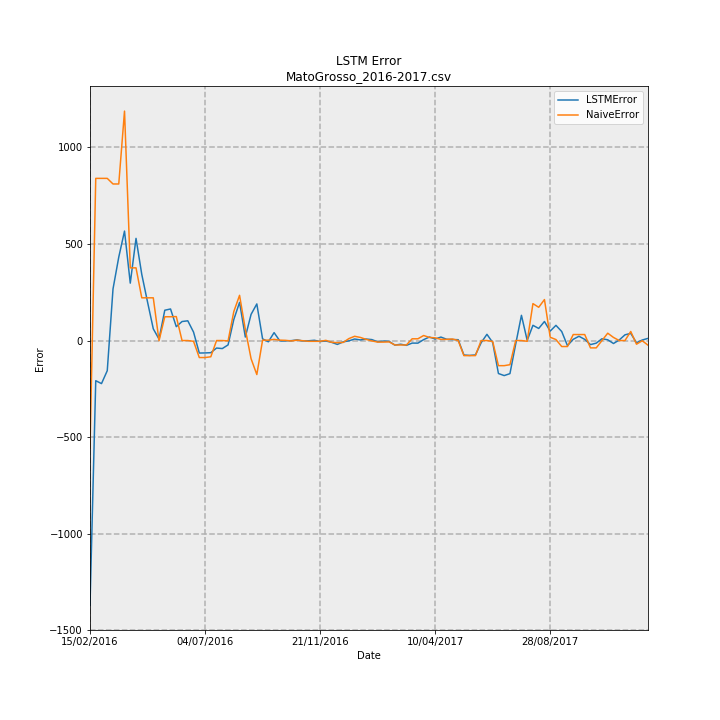 LSTM Error
MatoGrosso_2016-2017.csv
LSTMError
NaiveError
1000
500
0
−500
−1000
−1500
Error
15/02/2016
04/07/2016
21/11/2016
10/04/2017
28/08/2017
Date